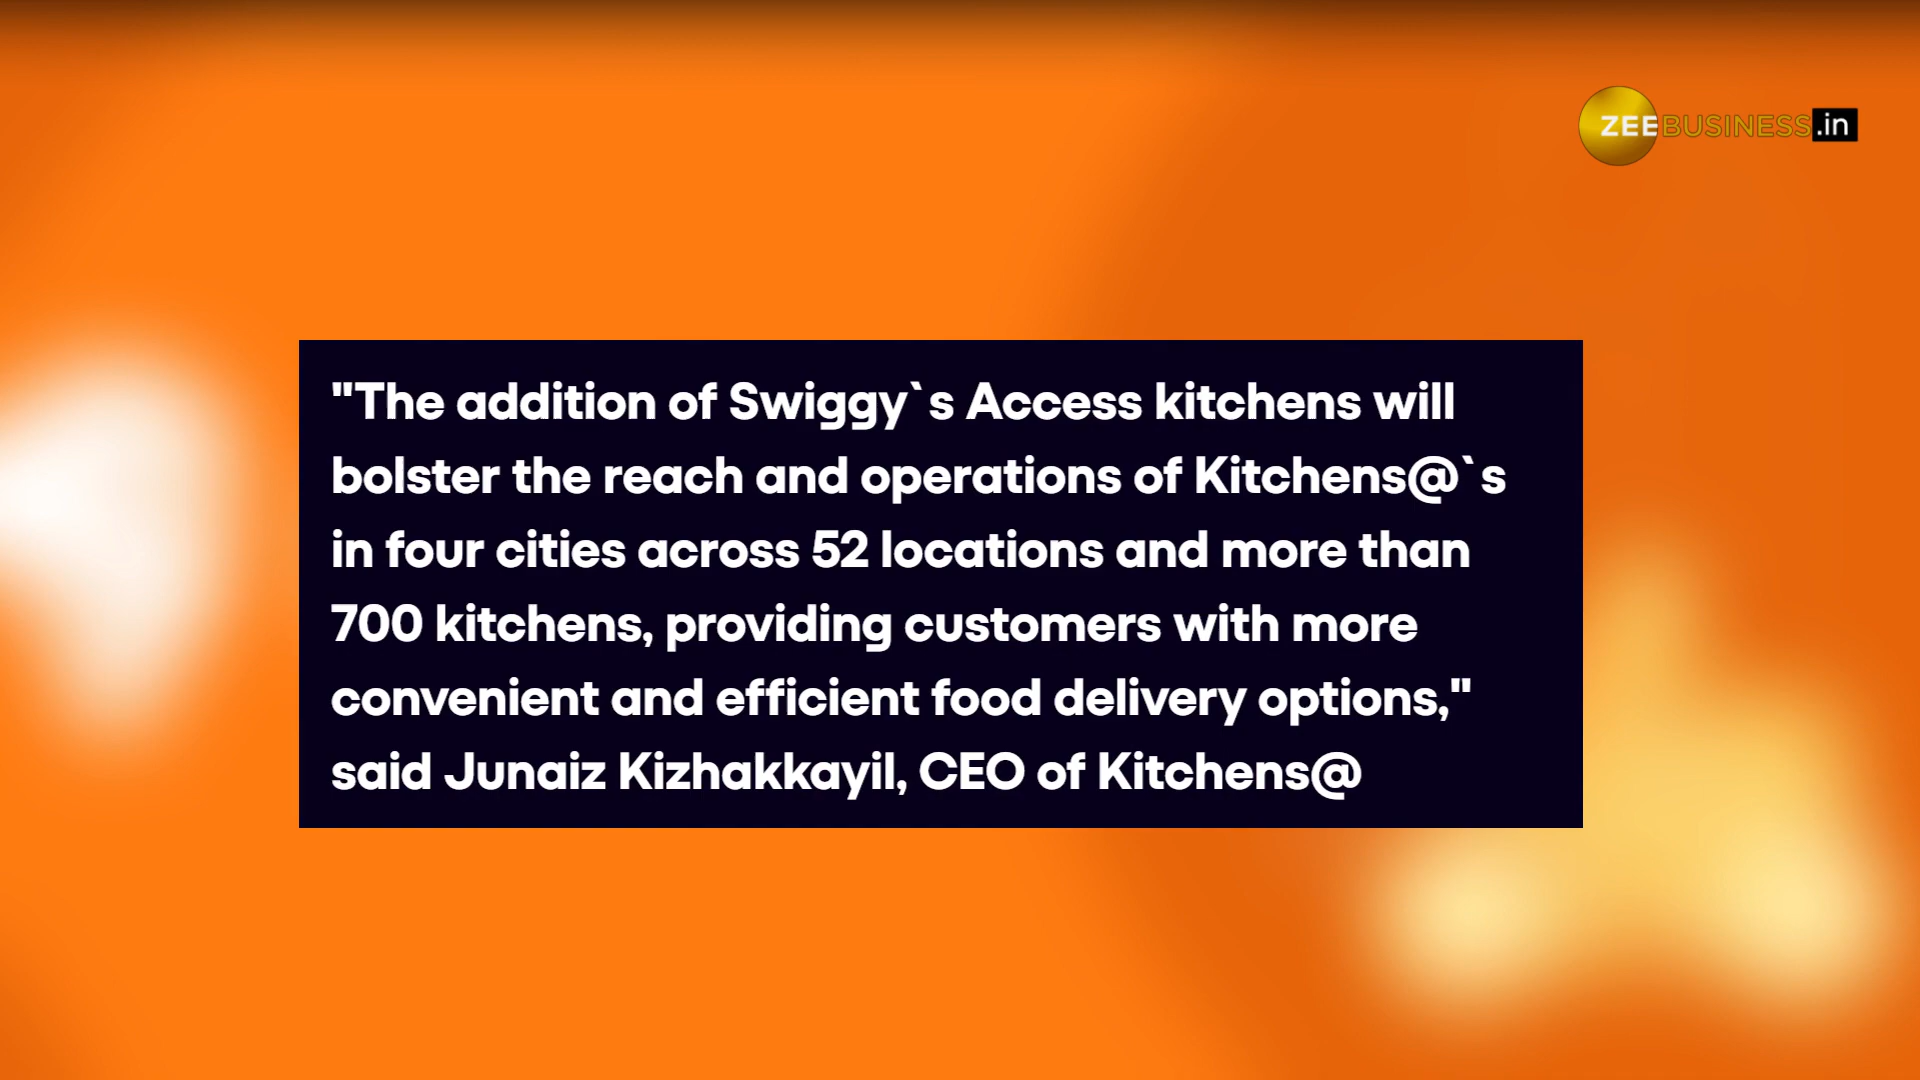 ZEEBUSINESS.in
"The addition of Swiggy`s Access kitchens will
bolster the reach and operations of Kitchens@`s
in four cities across 52 locations and more than
700 kitchens, providing customers with more
convenient and efficient food delivery options,"
said Junaiz Kizhakkayil, CEO of Kitchens@